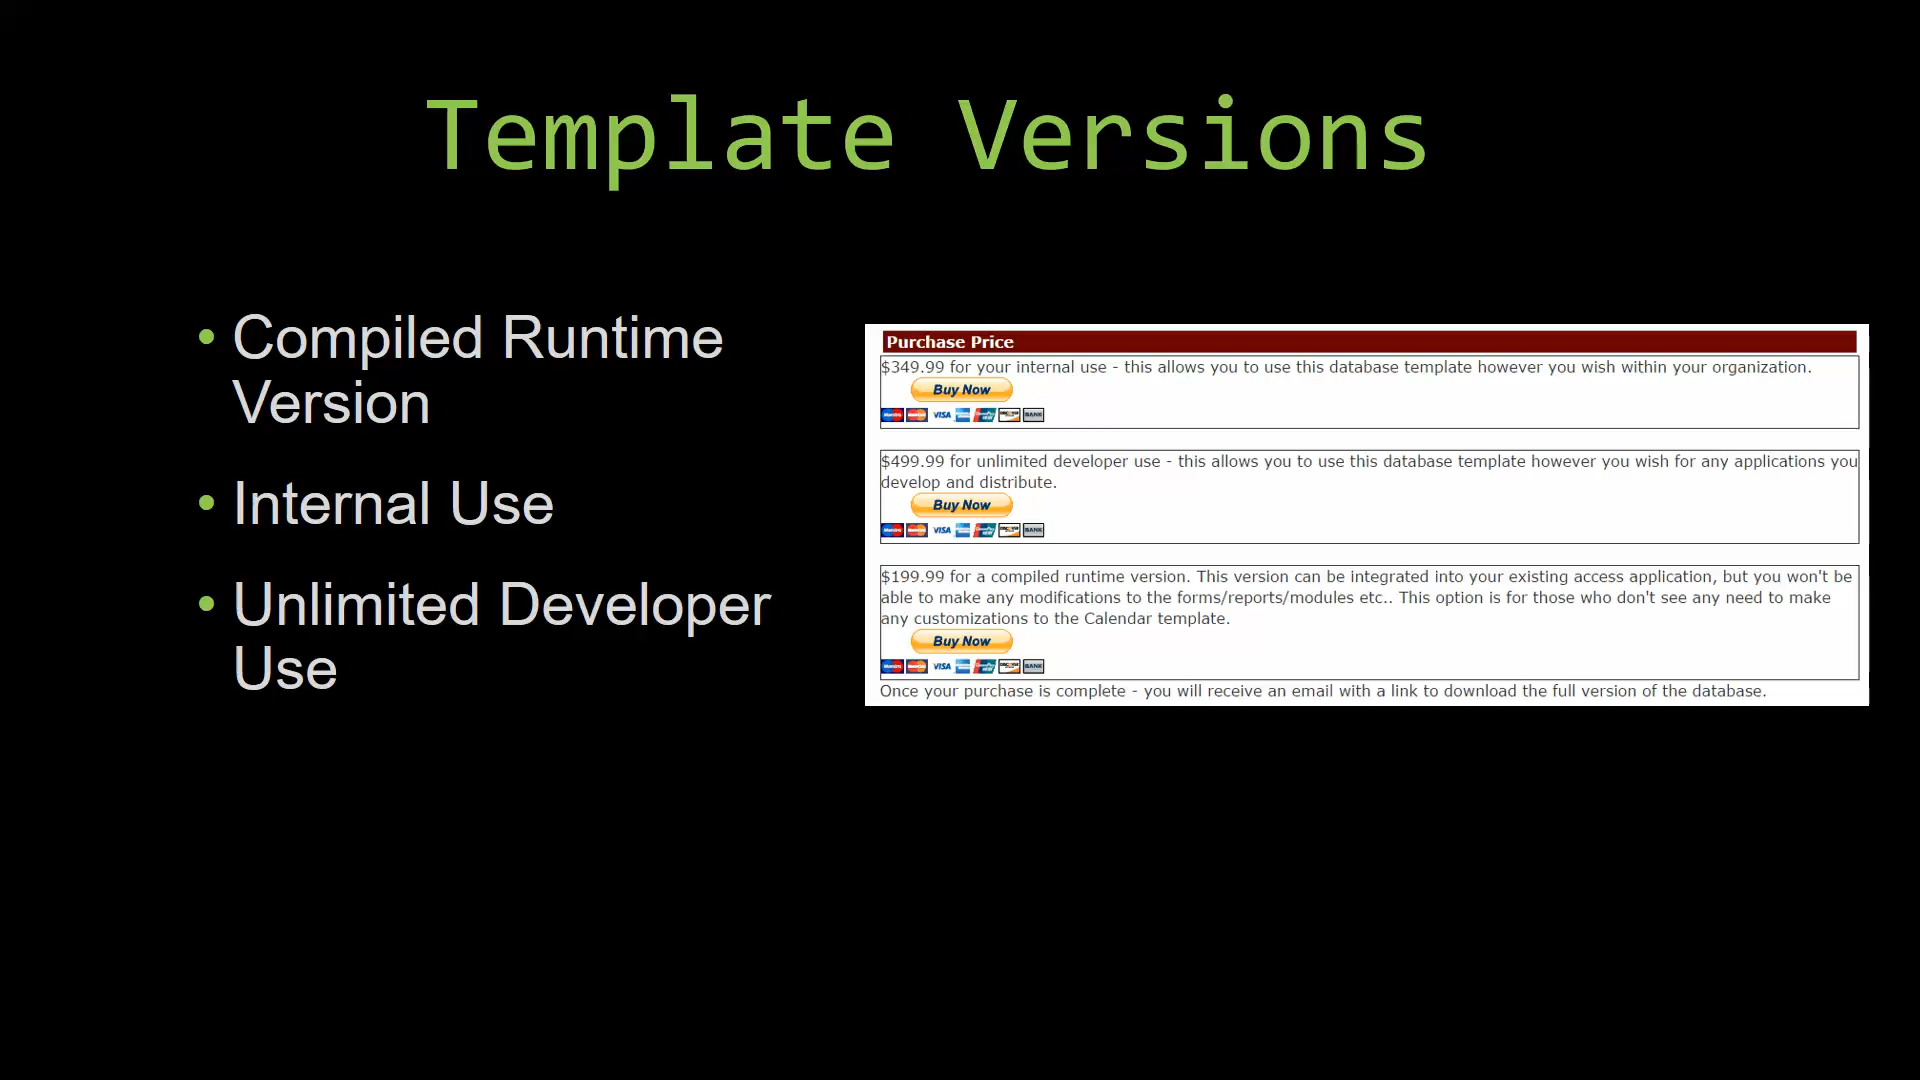 Template Versions
• Compiled Runtime
Version
• Internal Use
• Unlimited Developer
Use
Purchase Price
$349.99 for your internal use - this allows you to use this database template however you wish within your organization.
Buy Now
VISA BANK
$499.99 for unlimited developer use - this allows you to use this database template however you wish for any applications you
develop and distribute.
Buy Now
VISA BANK
$199.99 for a compiled runtime version. This version can be integrated into your existing access application, but you won't be
able to make any modifications to the forms/reports/modules etc.. This option is for those who don't see any need to make
any customizations to the Calendar template.
Buy Now
VISA BANK
Once your purchase is complete - you will receive an email with a link to download the full version of the database.